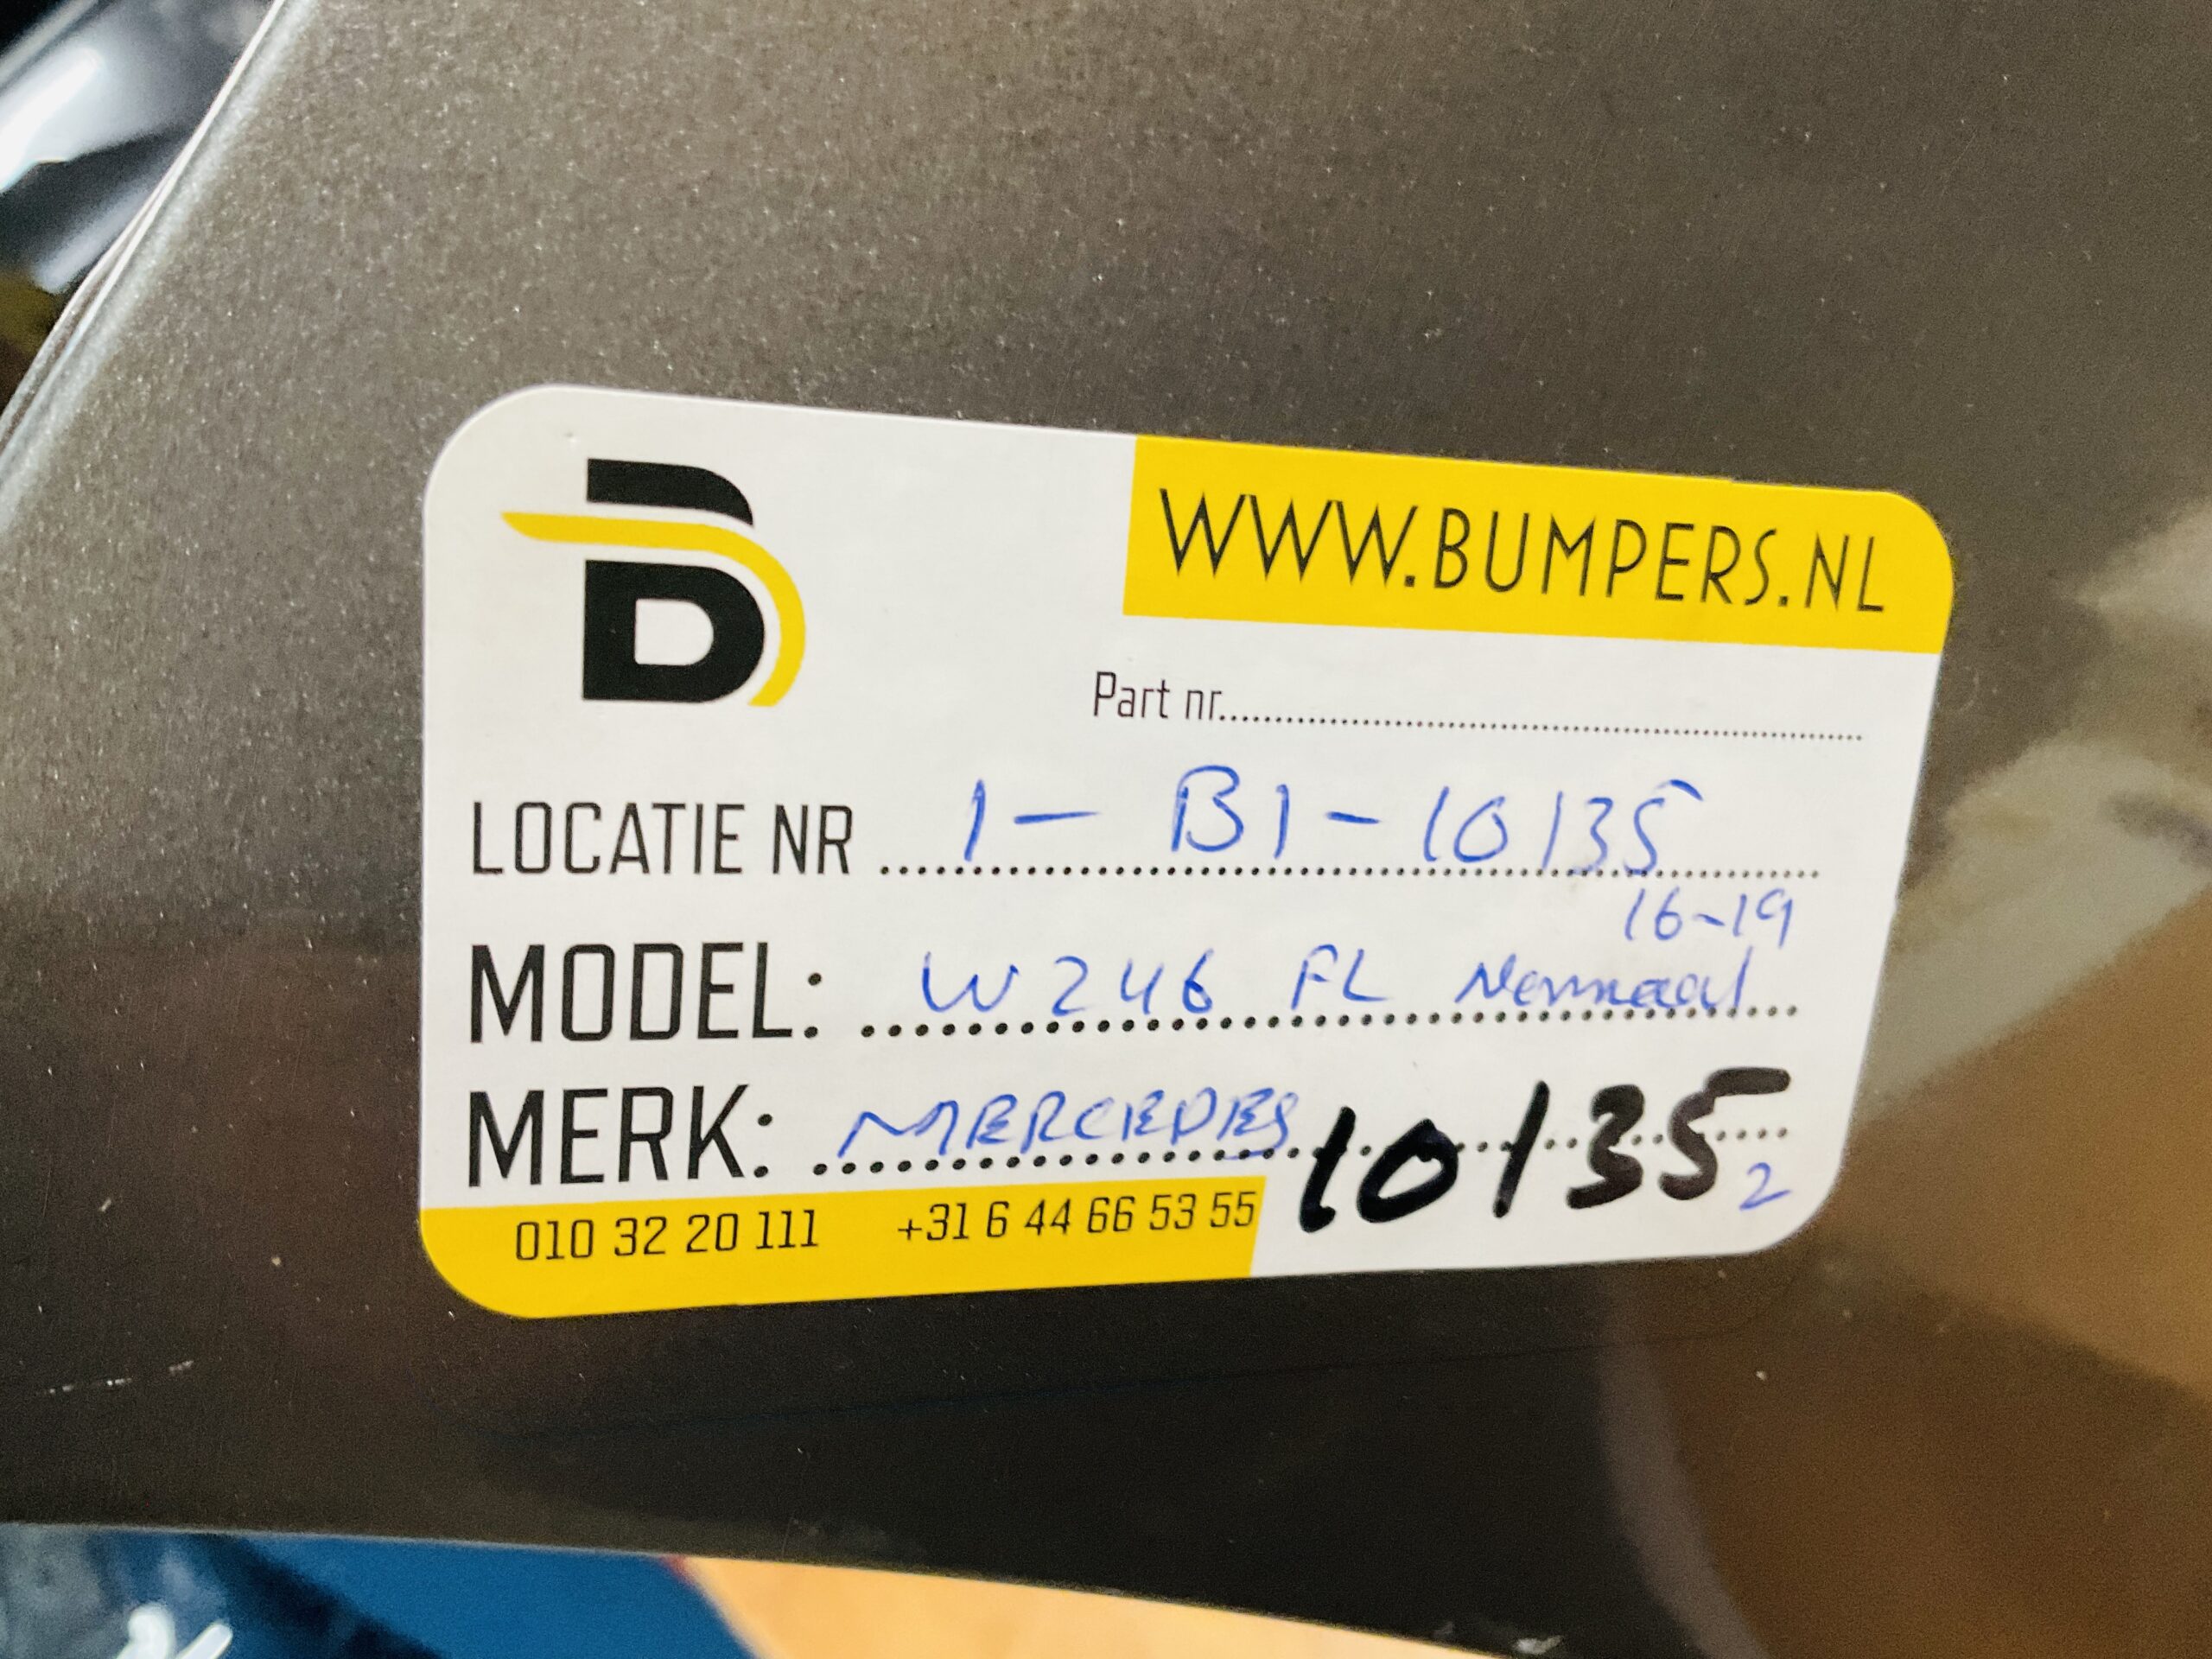 B
WWW.BUMPERS.NL
Part nr.
LOCATIE NR 1 - B1 - 10135
16-19
MODEL: W246 FL Normaal
MERK: MERCEDES 10135
2
010 32 20 111 +31 6 44 66 53 55